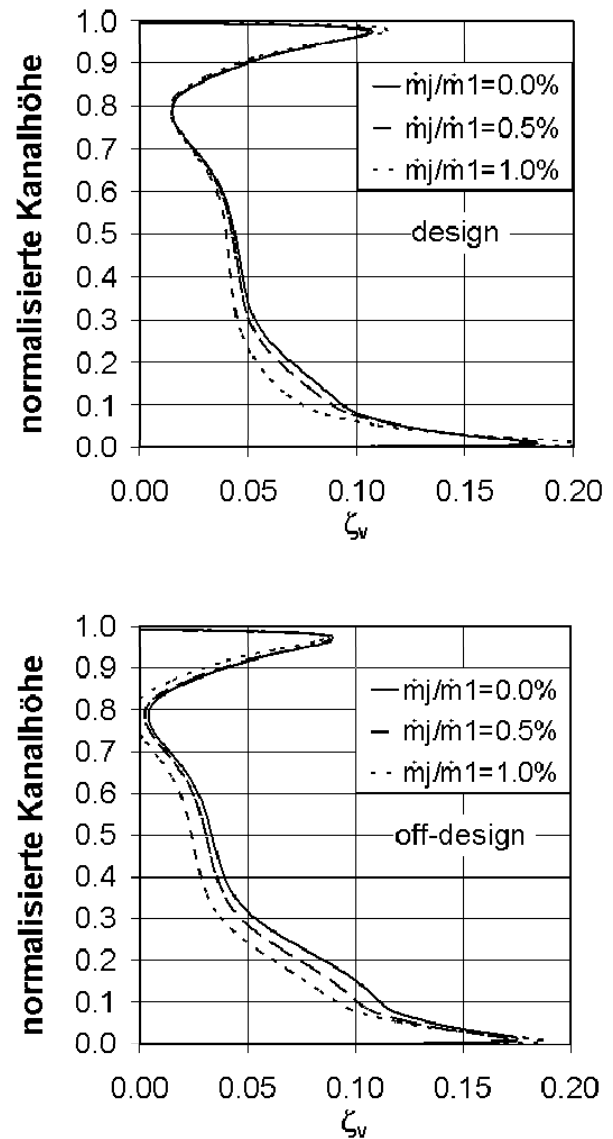 1.0
0.9
0.8
0.7
0.6
0.5
0.4
0.3
0.2
0.1
0.0
normalisierte Kanalhöhe
ṁj/ṁ1=0.0%
ṁj/ṁ1=0.5%
ṁj/ṁ1=1.0%
design
0.00 0.05 0.10 0.15 0.20
ζv
1.0
0.9
0.8
0.7
0.6
0.5
0.4
0.3
0.2
0.1
0.0
normalisierte Kanalhöhe
ṁj/ṁ1=0.0%
ṁj/ṁ1=0.5%
ṁj/ṁ1=1.0%
off-design
0.00 0.05 0.10 0.15 0.20
ζv